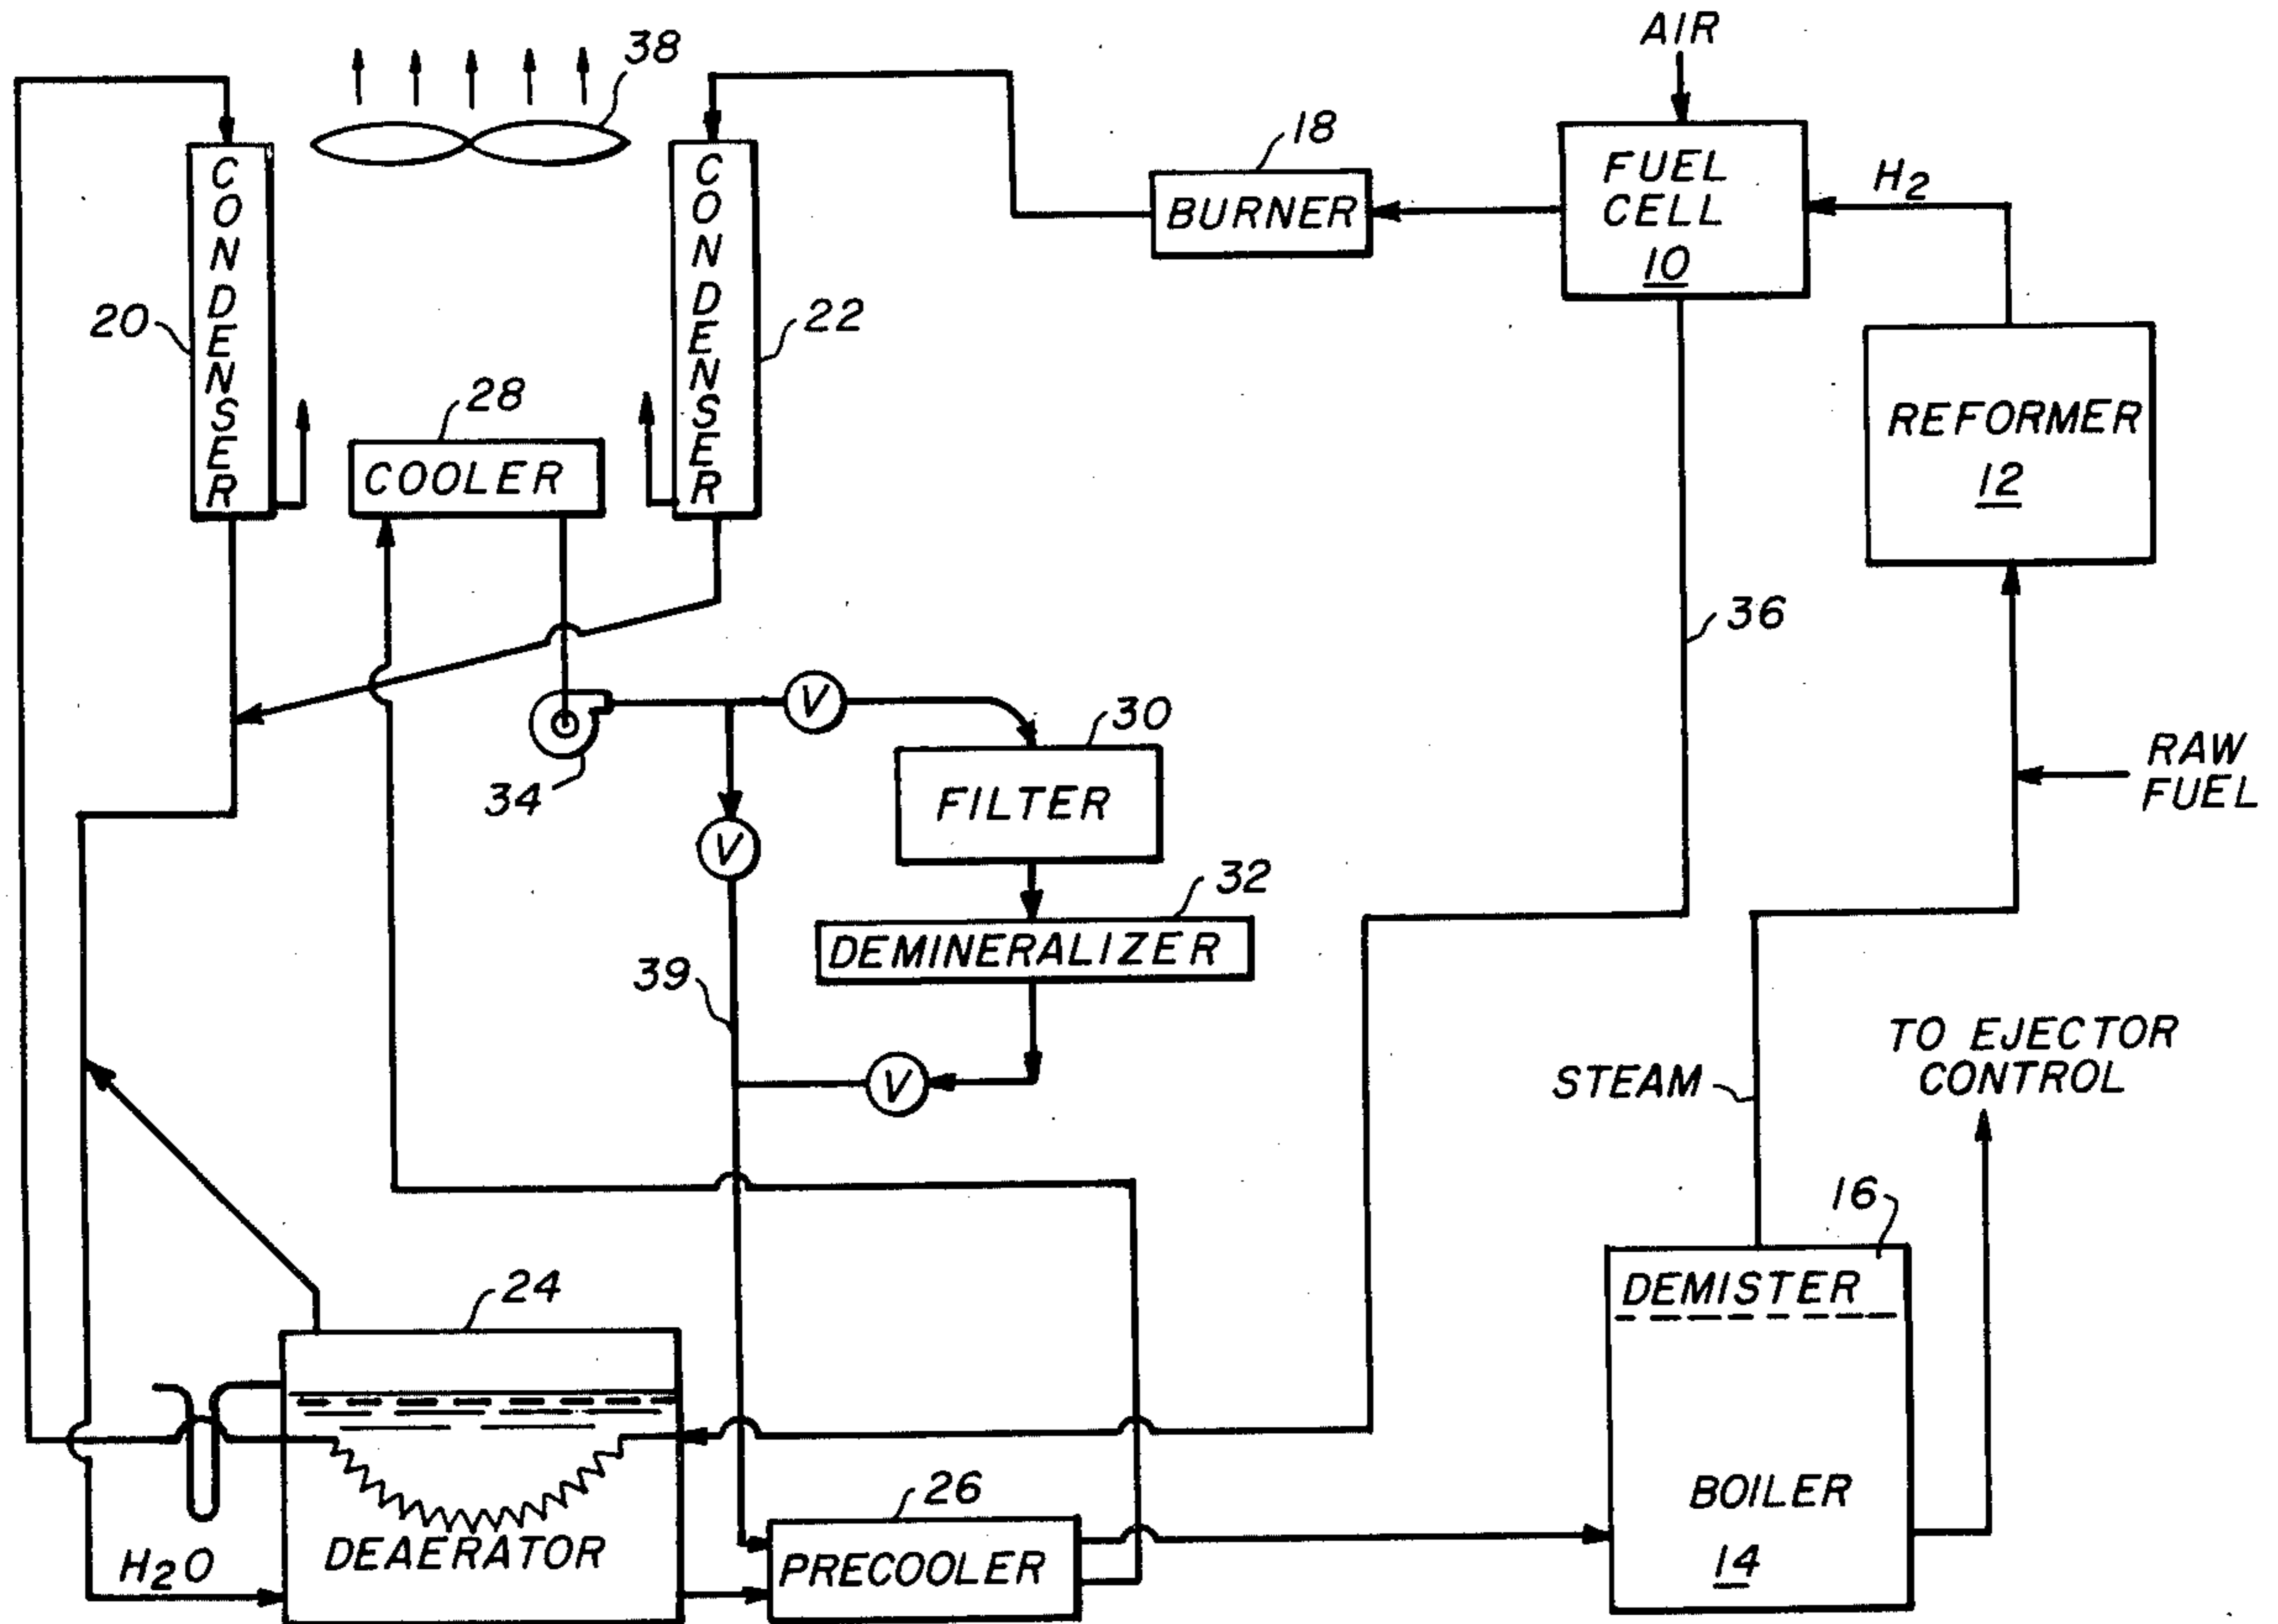 38
AIR
CONDENSER
20
CONDENSER
22
18
BURNER
FUEL
CELL
10
H2
REFORMER
12
28
COOLER
36
34
V
30
FILTER
RAW
FUEL
V
32
DEMINERALIZER
39
V
STEAM
TO EJECTOR
CONTROL
16
DEMISTER
24
26
BOILER
14
H2O
DEAERATOR
PRECOOLER